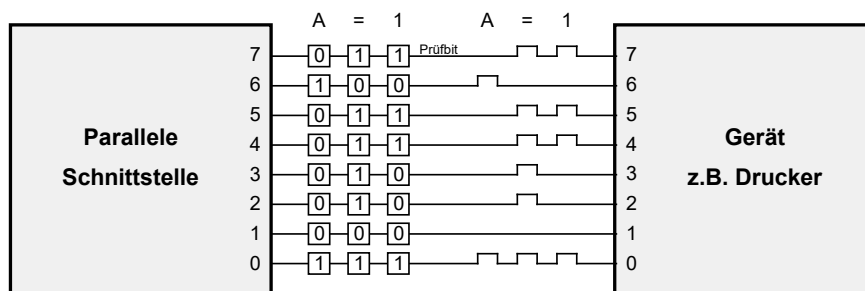 A = 1 A = 1
7 0 1 1 Prüfbit 7
6 1 0 0 6
5 0 1 1 5
4 0 1 1 4
Parallele Schnittstelle
Gerät z.B. Drucker
3 0 1 0 3
2 0 1 0 2
1 0 0 0 1
0 1 1 1 0